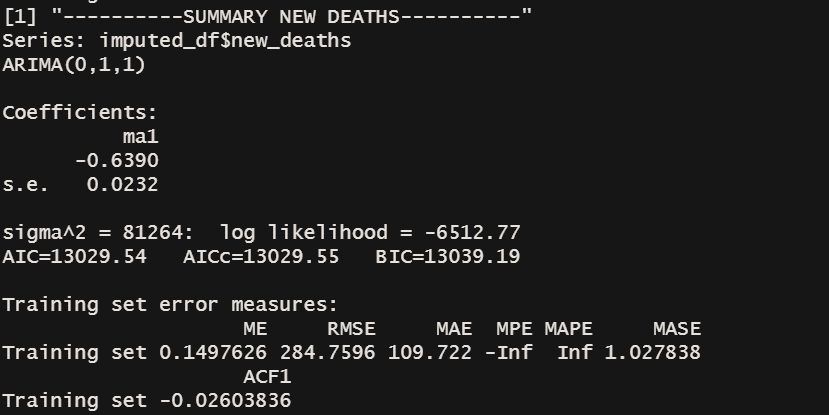 [1] "----------SUMMARY NEW DEATHS----------"
Series: imputed_df$new_deaths
ARIMA(0,1,1)
Coefficients:
ma1
-0.6390
s.e. 0.0232
sigma^2 = 81264: log likelihood = -6512.77
AIC=13029.54 AICc=13029.55 BIC=13039.19
Training set error measures:
ME RMSE MAE MPE MAPE MASE
Training set 0.1497626 284.7596 109.722 -Inf Inf 1.027838
ACF1
Training set -0.02603836